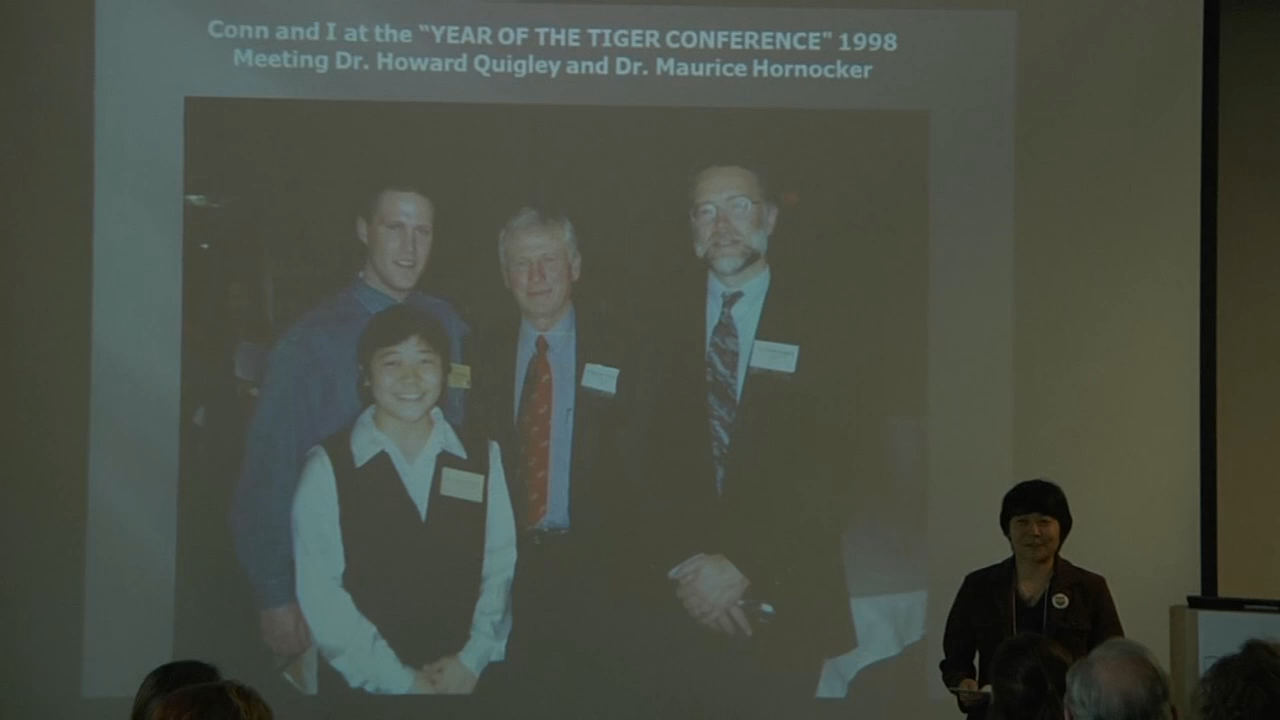 Conn and I at the “YEAR OF THE TIGER CONFERENCE" 1998
Meeting Dr. Howard Quigley and Dr. Maurice Hornocker